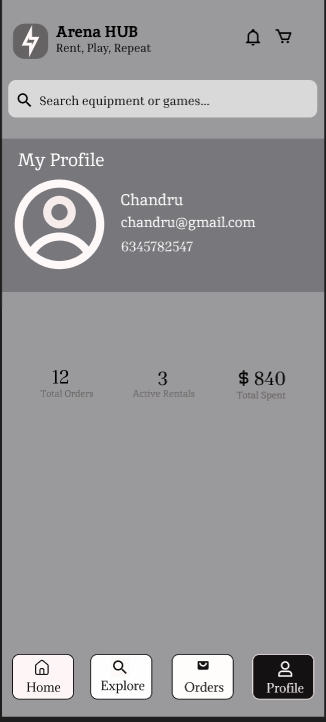 Arena HUB
Rent, Play, Repeat
Search equipment or games...
My Profile
Chandru
chandru@gmail.com
6345782547
12 3 $ 840
Total Orders Active Rentals Total Spent
Home Explore Orders Profile